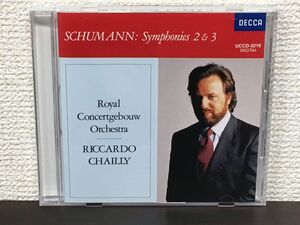 DECCA
SCHUMANN: Symphonies 2 & 3
UCCD-3218
DIGITAL
Royal
Concertgebouw
Orchestra
RICCARDO
CHAILLY